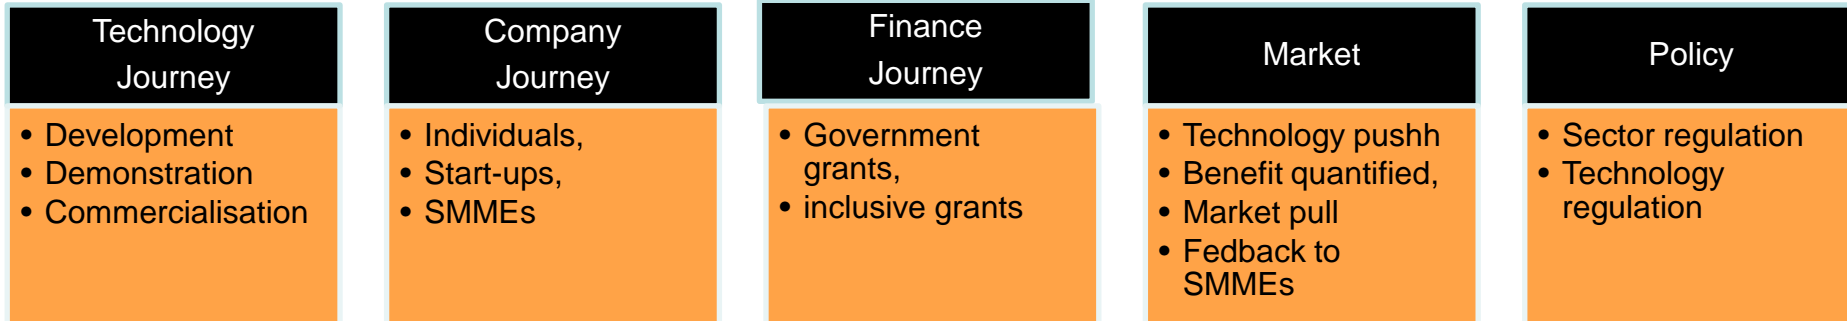 Technology
Journey
• Development
• Demonstration
• Commercialisation
Company
Journey
• Individuals,
• Start-ups,
• SMMEs
Finance
Journey
• Government
grants,
• inclusive grants
Market
• Technology pushh
• Benefit quantified,
• Market pull
• Fedback to
SMMEs
Policy
• Sector regulation
• Technology
regulation